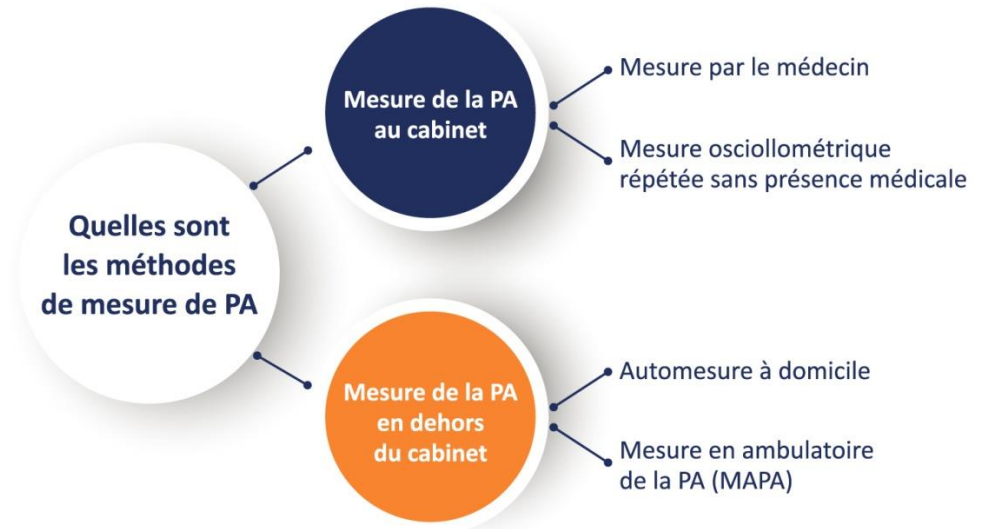 Quelles sont
les méthodes
de mesure de PA
Mesure de la PA
au cabinet
Mesure par le médecin
Mesure osciollométrique
répétée sans présence médicale
Mesure de la PA
en dehors
du cabinet
Automesure à domicile
Mesure en ambulatoire
de la PA (MAPA)